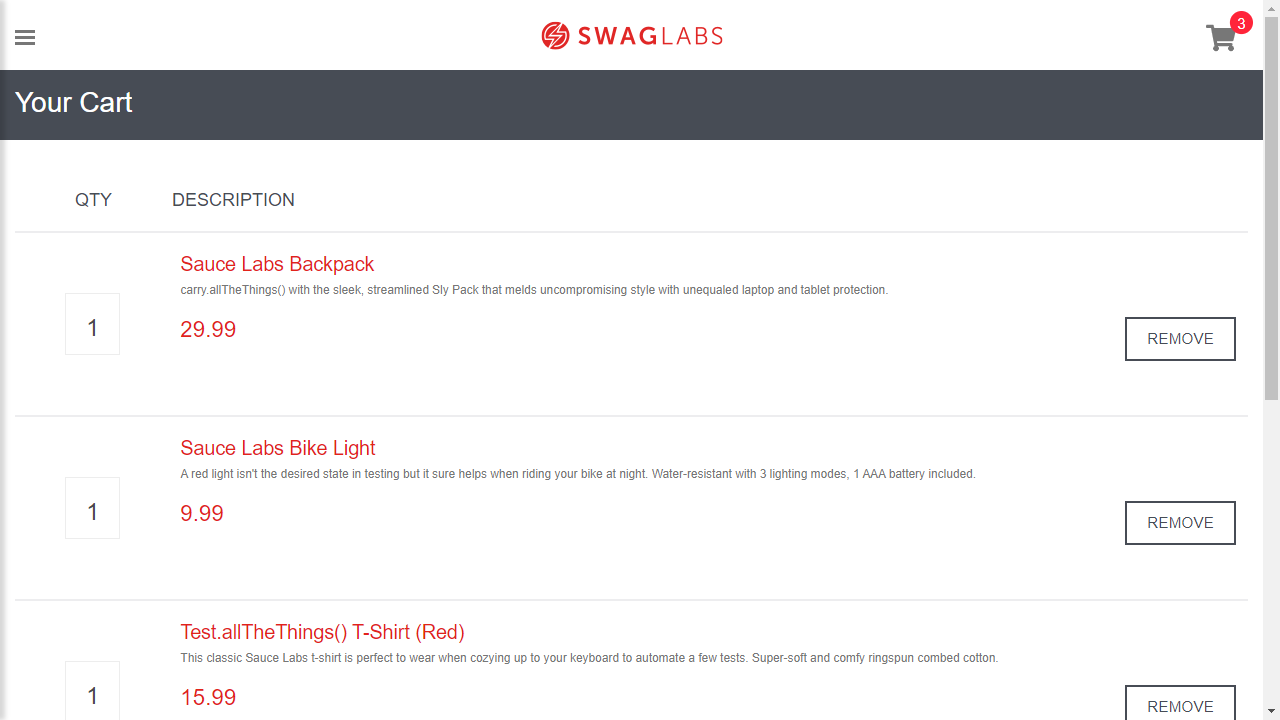 SWAGLABS
3
Your Cart
QTY DESCRIPTION
Sauce Labs Backpack
carry.allTheThings() with the sleek, streamlined Sly Pack that melds uncompromising style with unequaled laptop and tablet protection.
1
29.99
REMOVE
Sauce Labs Bike Light
A red light isn't the desired state in testing but it sure helps when riding your bike at night. Water-resistant with 3 lighting modes, 1 AAA battery included.
1
9.99
REMOVE
Test.allTheThings() T-Shirt (Red)
This classic Sauce Labs t-shirt is perfect to wear when cozying up to your keyboard to automate a few tests. Super-soft and comfy ringspun combed cotton.
1
15.99
REMOVE